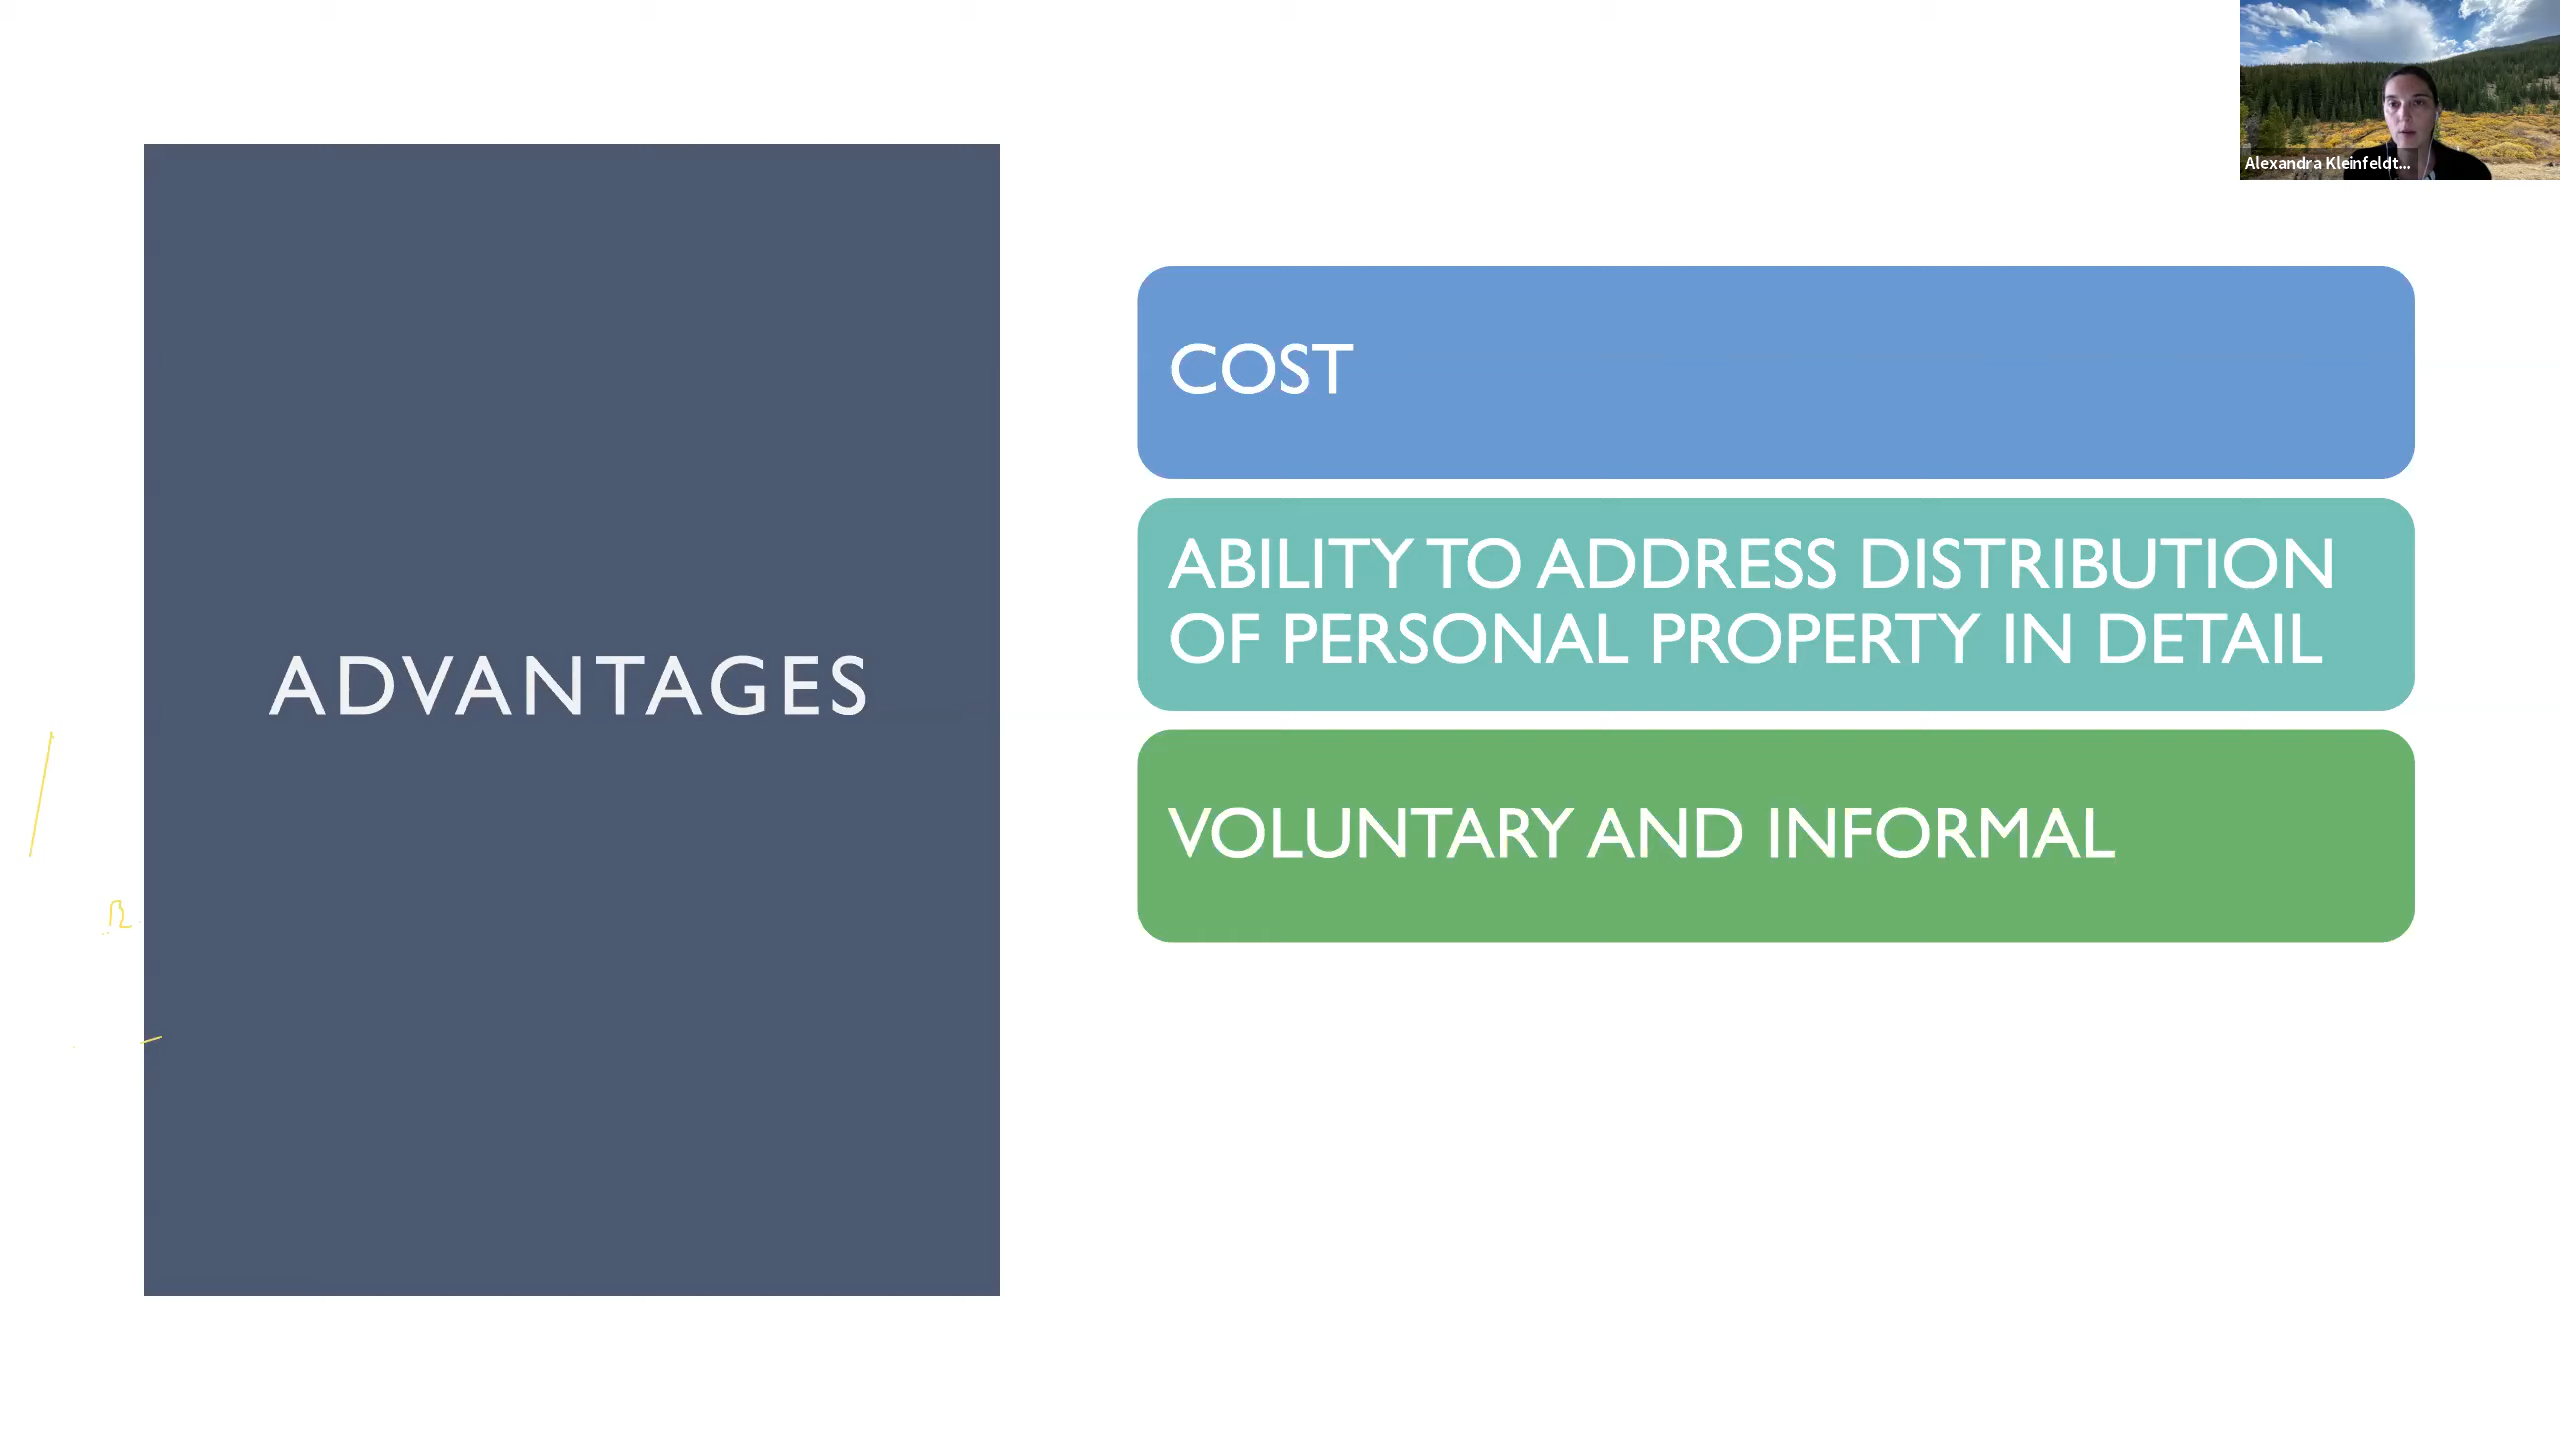 Alexandra Kleinfeldt...
ADVANTAGES
COST
ABILITY TO ADDRESS DISTRIBUTION
OF PERSONAL PROPERTY IN DETAIL
VOLUNTARY AND INFORMAL